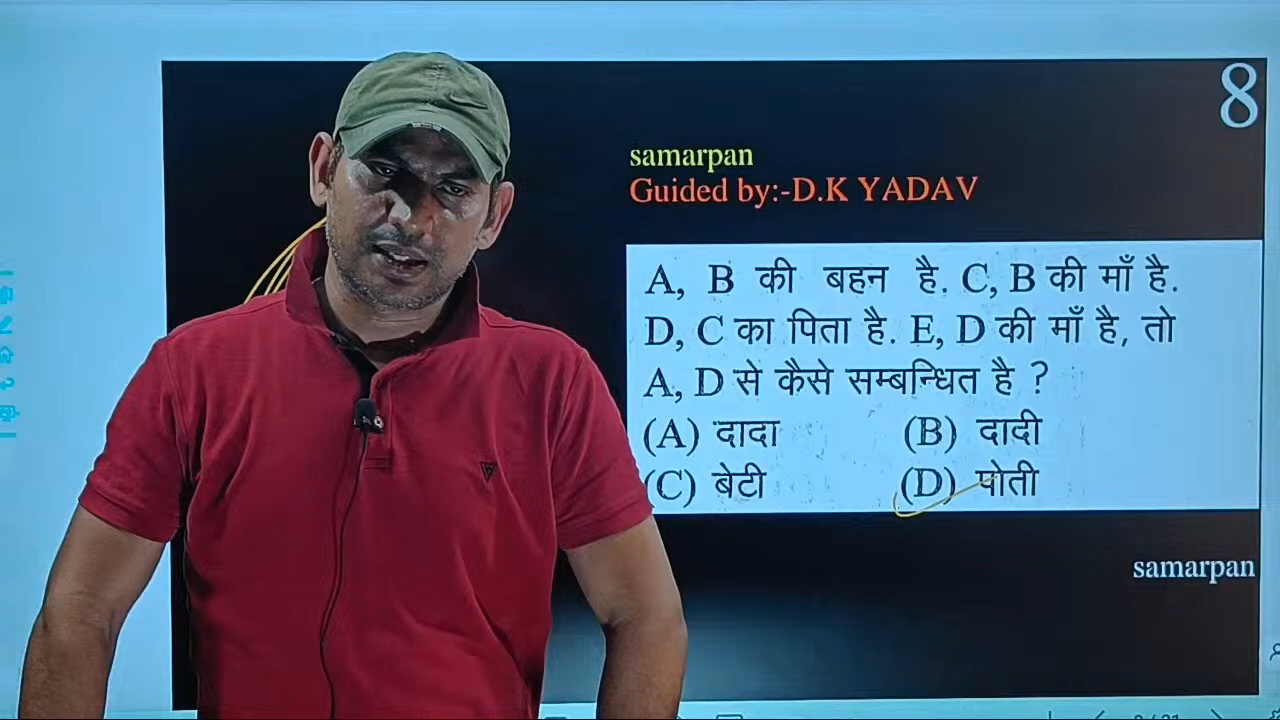 8
samarpan
Guided by:-D.K YADAV
A, B की बहन है. C, B की माँ है.
D, C का पिता है. E, D की माँ है, तो
A, D से कैसे सम्बन्धित है ?
(A) दादा (B) दादी
(C) बेटी (D) पोती
samarpan